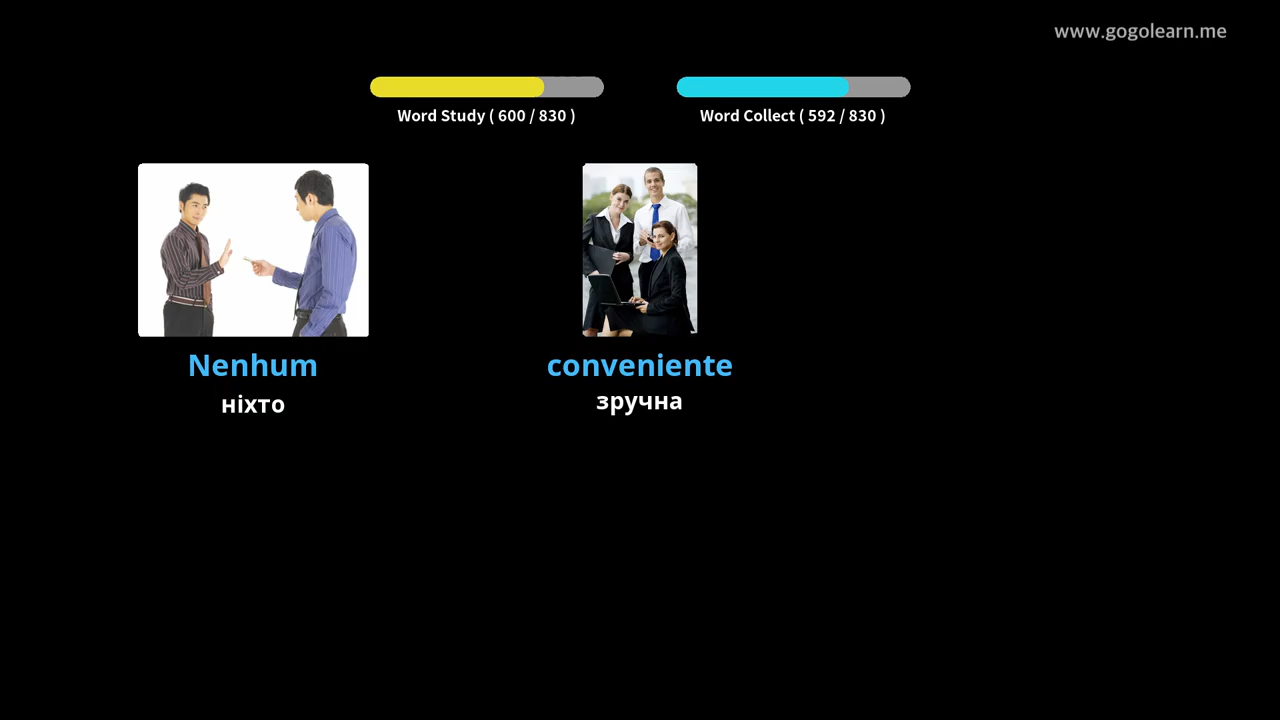 www.gogolearn.me
Word Study ( 600 / 830 )
Word Collect ( 592 / 830 )
Nenhum
ніхто
conveniente
зручна